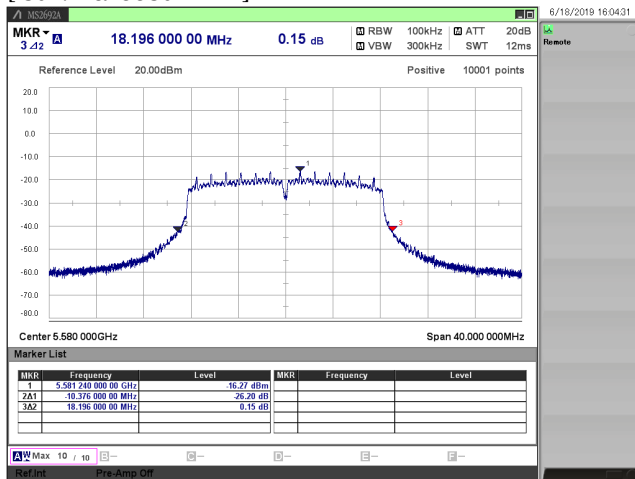 MS2692A
6/18/2019 16:04:31
MKR
3 Δ12
18.196 000 00 MHz
0.15 dB
RBW 100kHz
ATT 20dB
VBW 300kHz
SWT 12ms
Remote
Reference Level 20.00dBm
Positive 10001 points
20.0
10.0
0.0
-10.0
-20.0
-30.0
-40.0
-50.0
-60.0
-70.0
-80.0
1
2
3
Center 5.580 000GHz
Span 40.000 000MHz
Marker List
MKR Frequency Level MKR Frequency Level
1 5.581 240 000 00 GHz -16.27 dBm
2Δ1 -10.376 000 00 MHz -26.20 dB
3Δ2 18.196 000 00 MHz 0.15 dB
A Max 10 / 10 B-- C-- D-- E-- F--
Ref.Int Pre-Amp Off